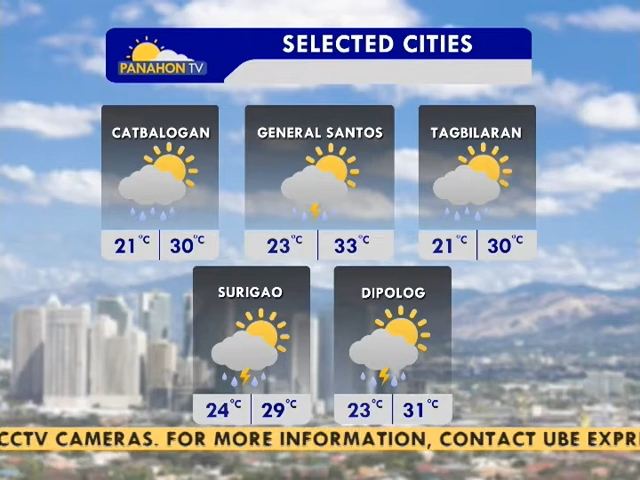 SELECTED CITIES
PANAHON TV
CATBALOGAN
21°C 30°C
GENERAL SANTOS
23°C 33°C
TAGBILARAN
21°C 30°C
SURIGAO
24°C 29°C
DIPOLOG
23°C 31°C
CCTV CAMERAS. FOR MORE INFORMATION, CONTACT UBE EXPR